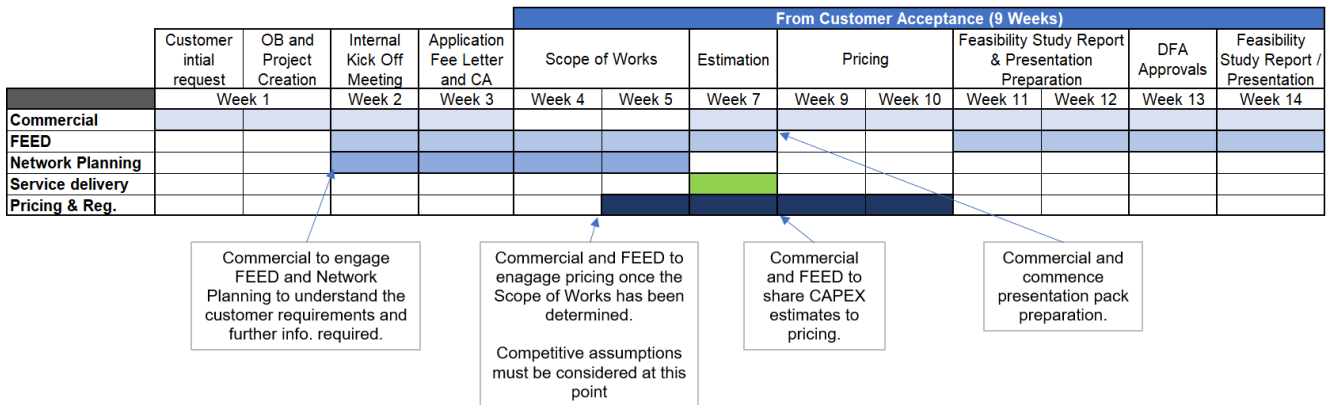 From Customer Acceptance (9 Weeks)
Customer intial request
OB and Project Creation
Internal Kick Off Meeting
Application Fee Letter and CA
Scope of Works
Estimation
Pricing
Feasibility Study Report & Presentation Preparation
DFA Approvals
Feasibility Study Report / Presentation
Week 1
Week 2
Week 3
Week 4
Week 5
Week 7
Week 9
Week 10
Week 11
Week 12
Week 13
Week 14
Commercial
FEED
Network Planning
Service delivery
Pricing & Reg.
Commercial to engage
FEED and Network
Planning to understand the
customer requirements and
further info. required.
Commercial and FEED to
enagage pricing once the
Scope of Works has been
determined.
Competitive assumptions
must be considered at this
point
Commercial
and FEED to
share CAPEX
estimates to
pricing.
Commercial and
commence
presentation pack
preparation.